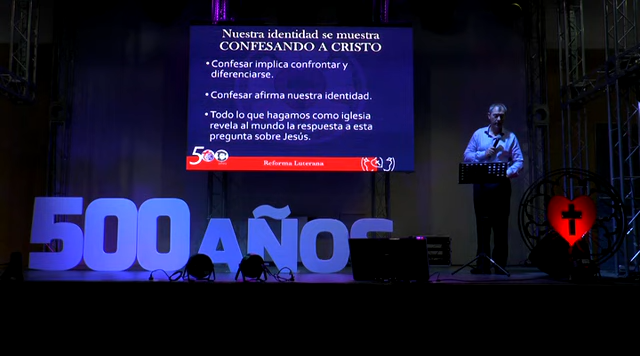 Nuestra identidad se muestra
CONFESANDO A CRISTO
• Confesar implica confrontar y
diferenciarse.
• Confesar afirma nuestra identidad.
• Todo lo que hagamos como iglesia
revela al mundo la respuesta a esta
pregunta sobre Jesús.
500
Reforma Luterana
500 AÑOS